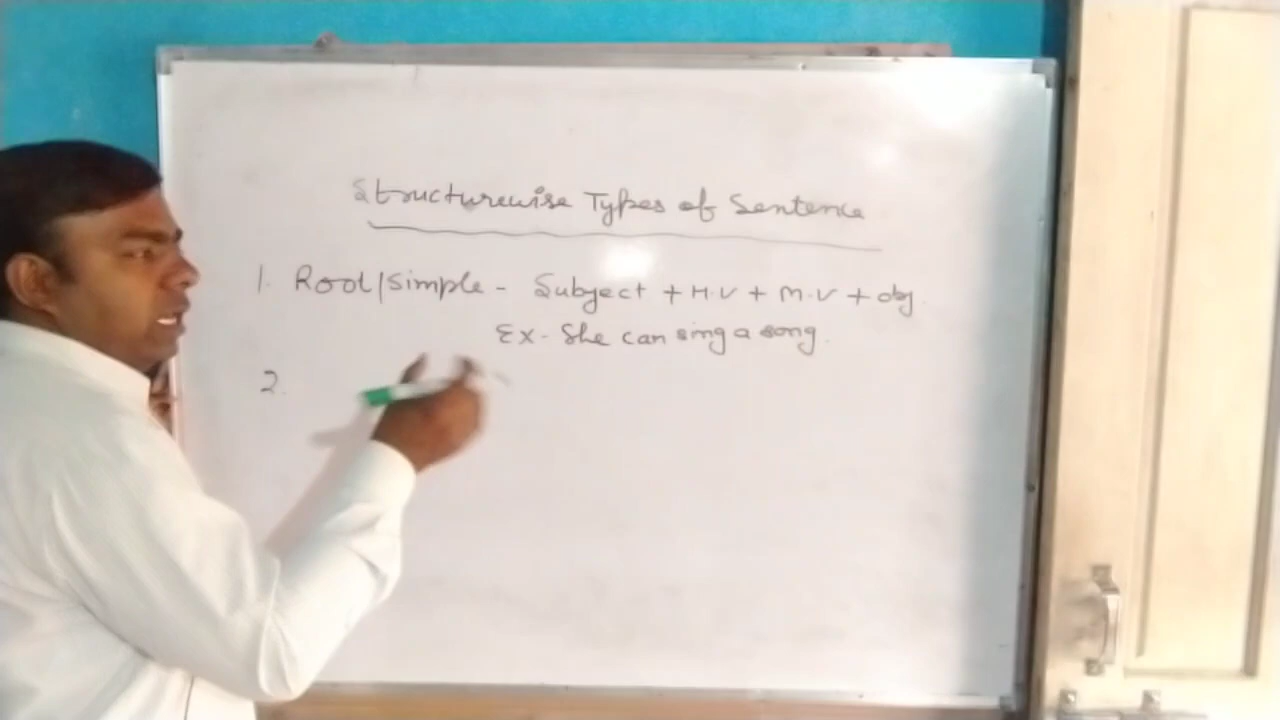 Structurewise Types of Sentence
1. Root/Simple - Subject + H.V + M.V + obj.
Ex - She can sing a song.
2.